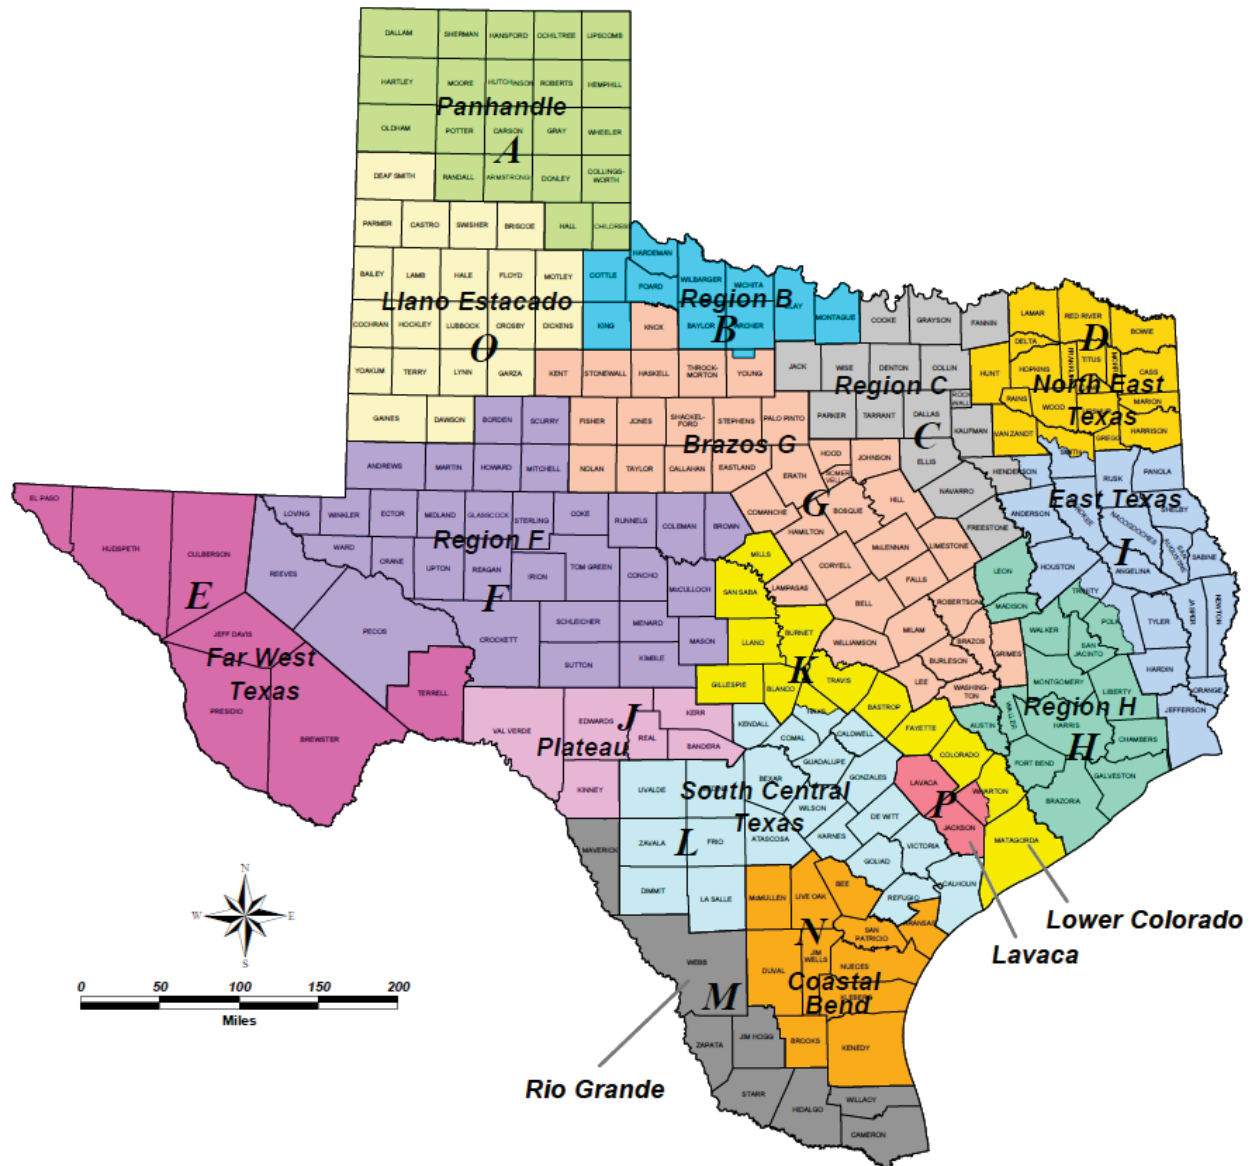 DALLAM SHERMAN HANSFORD OCHILTREE LIPSCOMB
HARTLEY MOORE HUTCHINSON ROBERTS HEMPHILL
Panhandle
OLDHAM POTTER CARSON GRAY WHEELER
A
DEAF SMITH RANDALL ARMSTRONG DONLEY COLLINGS-
WORTH
PARMER CASTRO SWISHER BRISCOE HALL CHILDRESS
HARDEMAN
BAILEY LAMB HALE FLOYD MOTLEY COTTLE FOARD WILBARGER WICHITA
Llano Estacado Region B
CLAY MONTAGUE COOKE GRAYSON FANNIN LAMAR RED RIVER BOWIE
COCHRAN HOCKLEY LUBBOCK CROSBY DICKENS KING KNOX BAYLOR ARCHER
O B D
DELTA TITUS
YOAKUM TERRY LYNN GARZA KENT STONEWALL HASKELL THROCK-
MORTON YOUNG JACK WISE DENTON COLLIN HUNT HOPKINS CASS
Region C North East
Texas
ROCK
WALL RAINS WOOD MARION
GAINES DAWSON BORDEN SCURRY FISHER JONES SHACKEL-
FORD STEPHENS PALO PINTO PARKER TARRANT DALLAS KAUFMAN VAN ZANDT GREGG HARRISON
Brazos G C
SMITH
ANDREWS MARTIN HOWARD MITCHELL NOLAN TAYLOR CALLAHAN EASTLAND ERATH HOOD JOHNSON ELLIS HENDERSON RUSK PANOLA
SOMER
VELL
EL PASO LOVING WINKLER ECTOR MIDLAND GLASSCOCK STERLING COKE RUNNELS COLEMAN BROWN COMANCHE BOSQUE HILL NAVARRO ANDERSON SHELBY
G East Texas
HUDSPETH CULBERSON REEVES WARD CRANE UPTON REAGAN IRION TOM GREEN CONCHO McCULLOCH MILLS HAMILTON McLENNAN LIMESTONE FREESTONE CHEROKEE NACOGDOCHES SAN
AUGUSTINE SABINE
Region F
E F I
SAN SABA LAMPASAS CORYELL FALLS LEON HOUSTON ANGELINA
JEFF DAVIS PECOS CROCKETT SCHLEICHER MENARD MASON LLANO BURNET BELL MILAM ROBERTSON MADISON TRINITY POLK TYLER JASPER NEWTON
Far West
Texas
SUTTON KIMBLE WILLIAMSON BURLESON BRAZOS GRIMES WALKER SAN
JACINTO HARDIN
K
PRESIDIO BREWSTER TERRELL GILLESPIE BLANCO TRAVIS LEE WASHING-
TON MONTGOMERY LIBERTY ORANGE
Region H
VAL VERDE EDWARDS KERR KENDALL HAYS BASTROP FAYETTE AUSTIN WALLER HARRIS JEFFERSON
J H
Plateau
REAL BANDERA COMAL CALDWELL COLORADO FORT BEND CHAMBERS
KINNEY UVALDE BEXAR GUADALUPE GONZALES LAVACA WHARTON BRAZORIA GALVESTON
South Central
Texas
P
WILSON DE WITT JACKSON
MAVERICK ZAVALA FRIO ATASCOSA KARNES VICTORIA MATAGORDA
L
GOLIAD
DIMMIT LA SALLE McMULLEN LIVE OAK BEE REFUGIO CALHOUN
ARANSAS
Lower Colorado
N
SAN
PATRICIO
Lavaca
WEBB DUVAL JIM
WELLS NUECES
Coastal
Bend
M
KLEBERG
ZAPATA JIM HOGG BROOKS KENEDY
Rio Grande
STARR HIDALGO WILLACY
CAMERON
N
W E
S
0 50 100 150 200
Miles